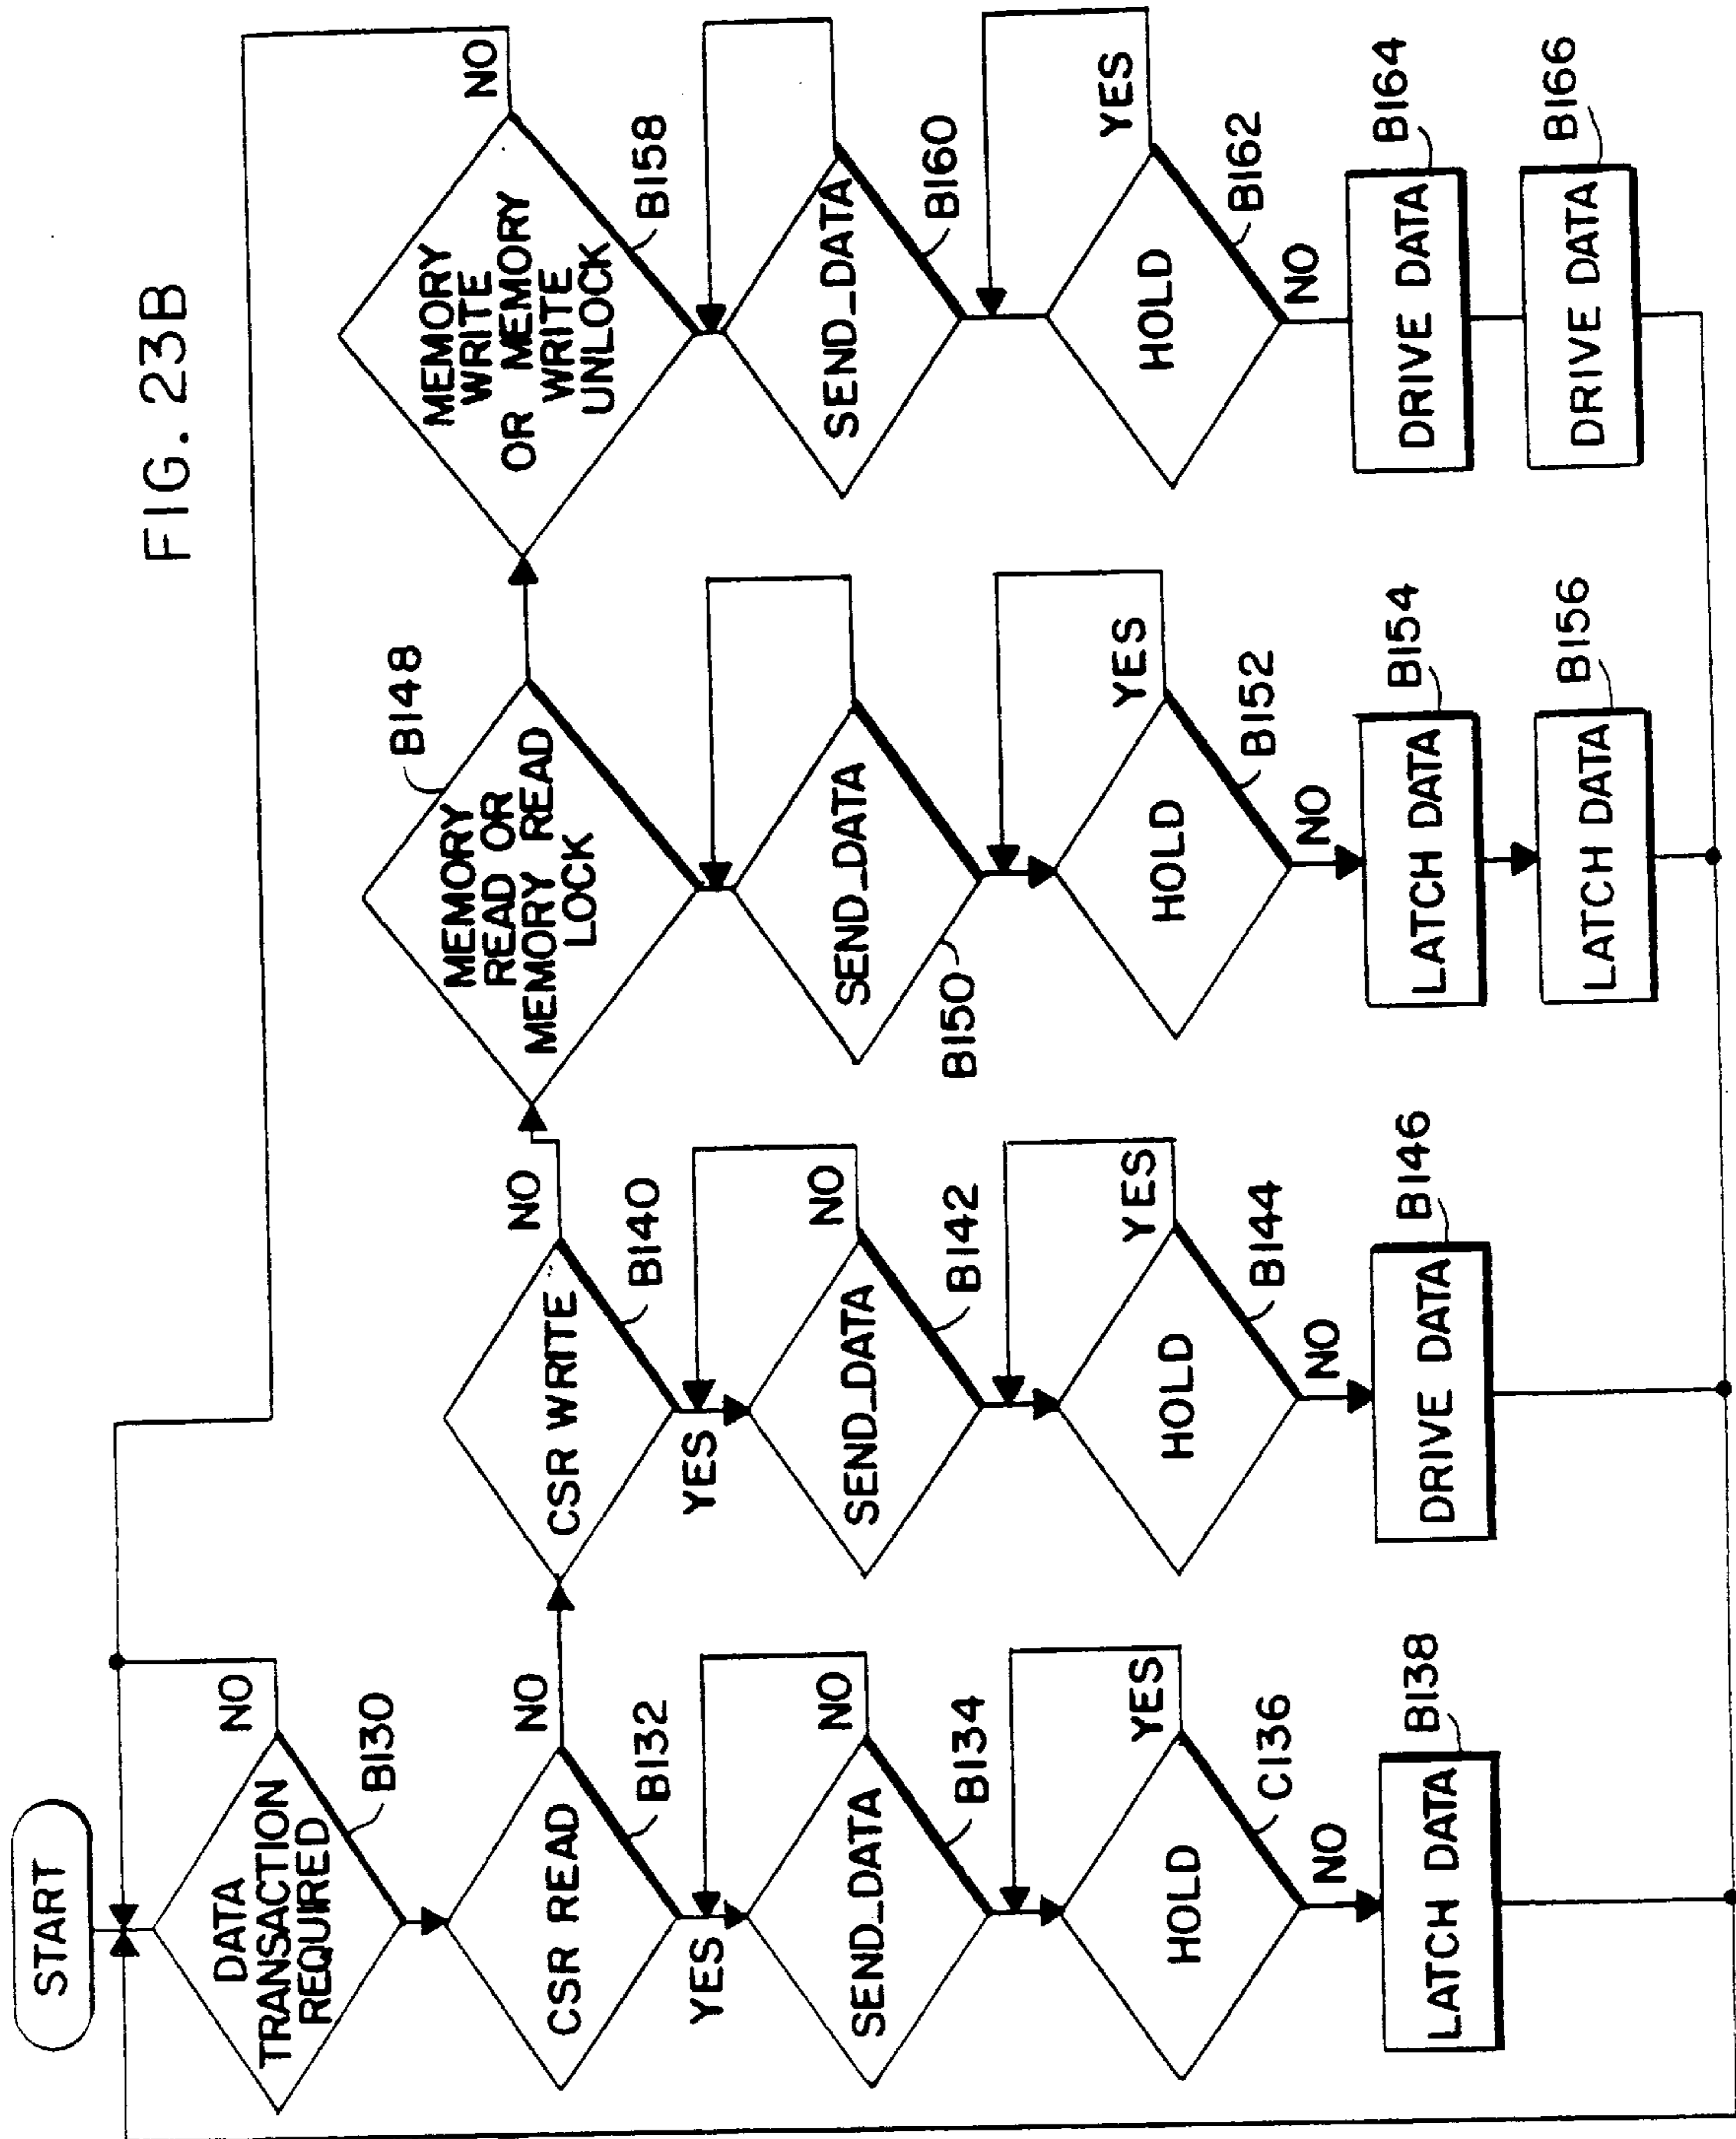 FIG. 23B
START
DATA
TRANSACTION
REQUIRED
NO
B130
CSR READ
NO
B132
YES
SEND_DATA
NO
B134
HOLD
YES
C136
NO
LATCH DATA
B138
CSR WRITE
NO
B140
YES
SEND_DATA
NO
B142
HOLD
YES
B144
NO
DRIVE DATA
B146
MEMORY
READ OR
MEMORY READ
LOCK
B148
SEND_DATA
B150
HOLD
YES
B152
NO
LATCH DATA
B154
LATCH DATA
B156
MEMORY
WRITE
OR MEMORY
WRITE
UNLOCK
NO
B158
SEND_DATA
B160
HOLD
YES
B162
NO
DRIVE DATA
B164
DRIVE DATA
B166